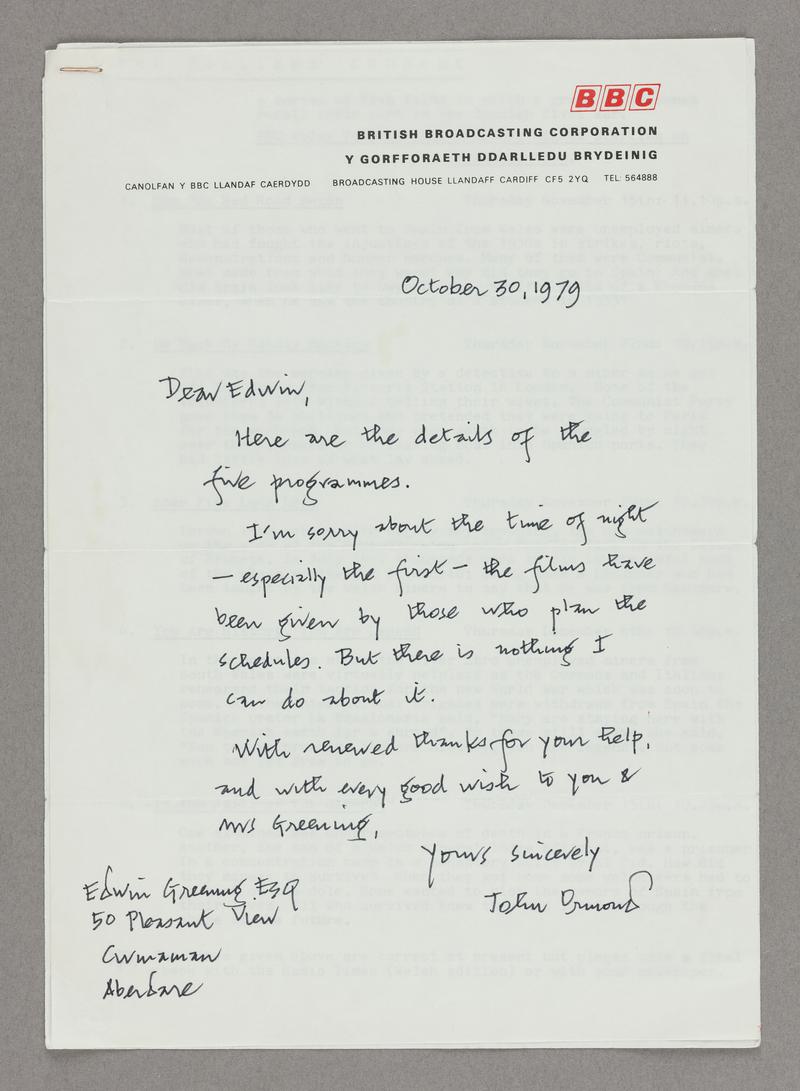 BBC
BRITISH BROADCASTING CORPORATION
Y GORFFORAETH DDARLLEDU BRYDEINIG
CANOLFAN Y BBC LLANDAF CAERDYDD BROADCASTING HOUSE LLANDAFF CARDIFF CF5 2YQ TEL: 564888
October 30, 1979
Dear Edwin,
Here are the details of the
five programmes.
I'm sorry about the time of night
– especially the first – the films have
been given by those who plan the
schedules. But there is nothing I
can do about it.
With renewed thanks for your help,
and with every good wish to you &
Mrs Greening,
Yours sincerely
John Ormond
Edwin Greening Esq
50 Pleasant View
Cwmaman
Aberdare